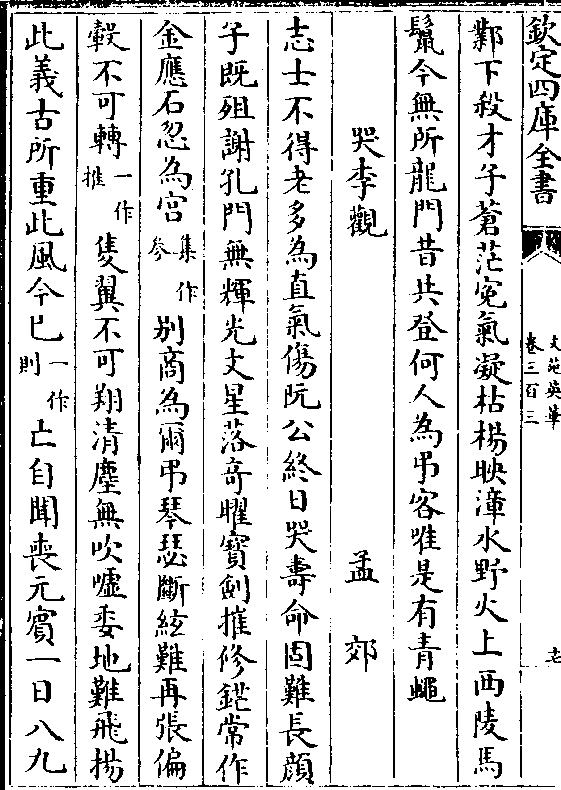 欽定四庫全書
文苑英華
卷三百三
鄴下殺才子蒼茫寃氣凝枯楊映漳水野火上西陵馬
鬛今無所龍門昔共登何人為弔客唯是有青蠅
哭李觀 孟郊
志士不得老多為直氣傷阮公終日哭壽命固難長顔
子既殂謝孔門無輝光文星落竒曜寳劒摧修鋩常作
金應石忽為宫集作參别商為爾弔琴瑟斷絃難再張偏
轂不可轉一作推隻翼不可翔清塵無吹噓委地難飛揚
此義古所重此風今已一作則亡自聞喪元賓一日八九